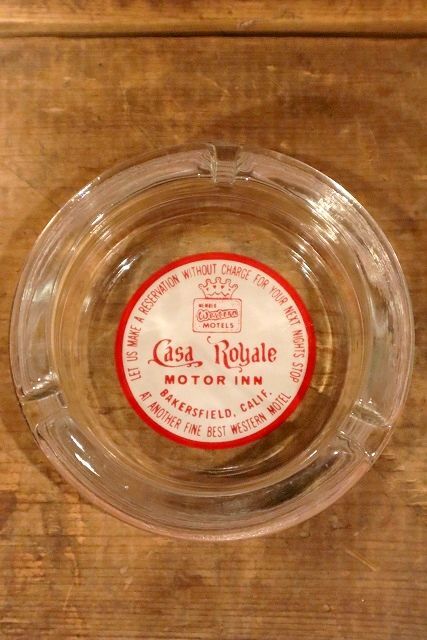 LET US MAKE A RESERVATION WITHOUT CHARGE FOR YOUR NEXT NIGHTS STOP
MEMBER
Western
MOTELS
Casa Royale
MOTOR INN
BAKERSFIELD, CALIF.
AT ANOTHER FINE BEST WESTERN MOTEL